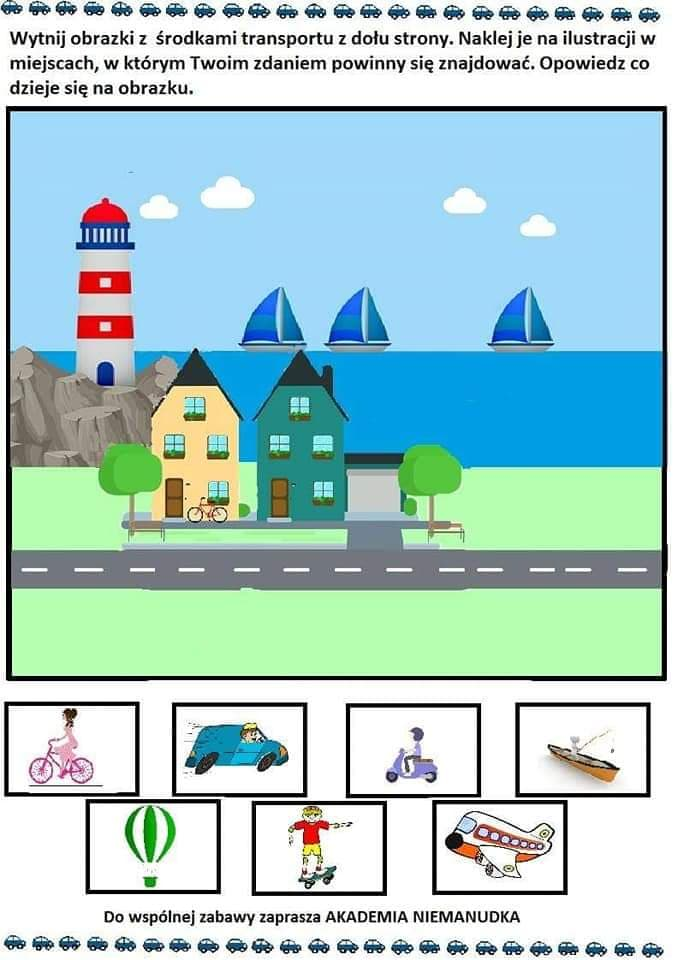 Wytnij obrazki z  środkami transportu z dołu strony. Naklej je na ilustracji w
miejscach, w którym Twoim zdaniem powinny się znajdować. Opowiedz co
dzieje się na obrazku.
Do wspólnej zabawy zaprasza AKADEMIA NIEMANUDKA